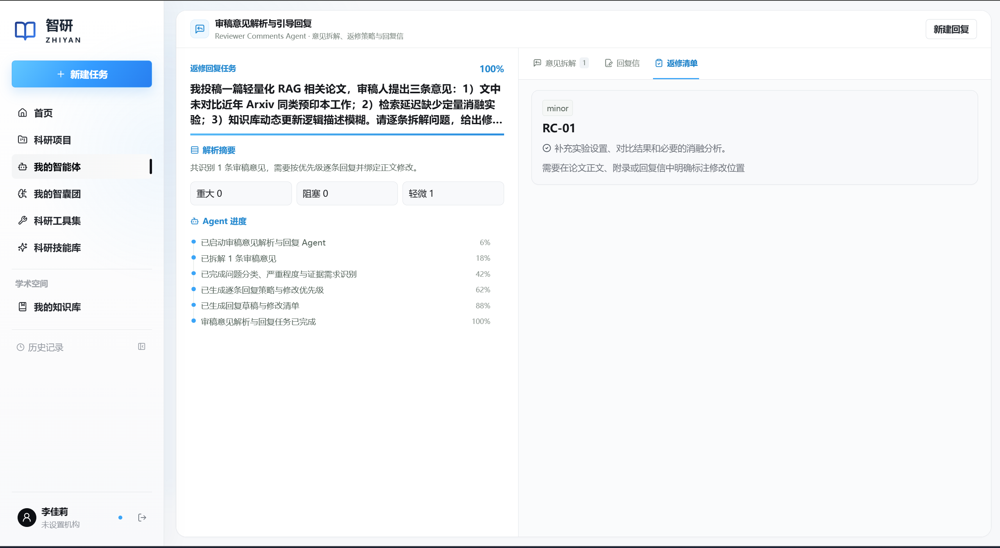 智研
ZHIYAN
新建任务
首页
科研项目
我的智能体
我的智囊团
科研工具集
科研技能库
学术空间
我的知识库
历史记录
李佳莉
未设置机构
审稿意见解析与引导回复
Reviewer Comments Agent · 意见拆解、返修策略与回复信
新建回复
返修回复任务
100%
我投稿一篇轻量化 RAG 相关论文，审稿人提出三条意见：1）文中
未对比近年 Arxiv 同类预印本工作；2）检索延迟缺少定量消融实
验；3）知识库动态更新逻辑描述模糊。请逐条拆解问题，给出修...
解析摘要
共识别 1 条审稿意见，需要按优先级逐条回复并绑定正文修改。
重大 0
阻塞 0
轻微 1
Agent 进度
已启动审稿意见解析与回复 Agent 6%
已拆解 1 条审稿意见 18%
已完成问题分类、严重程度与证据需求识别 42%
已生成逐条回复策略与修改优先级 62%
已生成回复草稿与修改清单 88%
审稿意见解析与回复任务已完成 100%
意见拆解 1
回复信
返修清单
minor
RC-01
补充实验设置、对比结果和必要的消融分析。
需要在论文正文、附录或回复信中明确标注修改位置